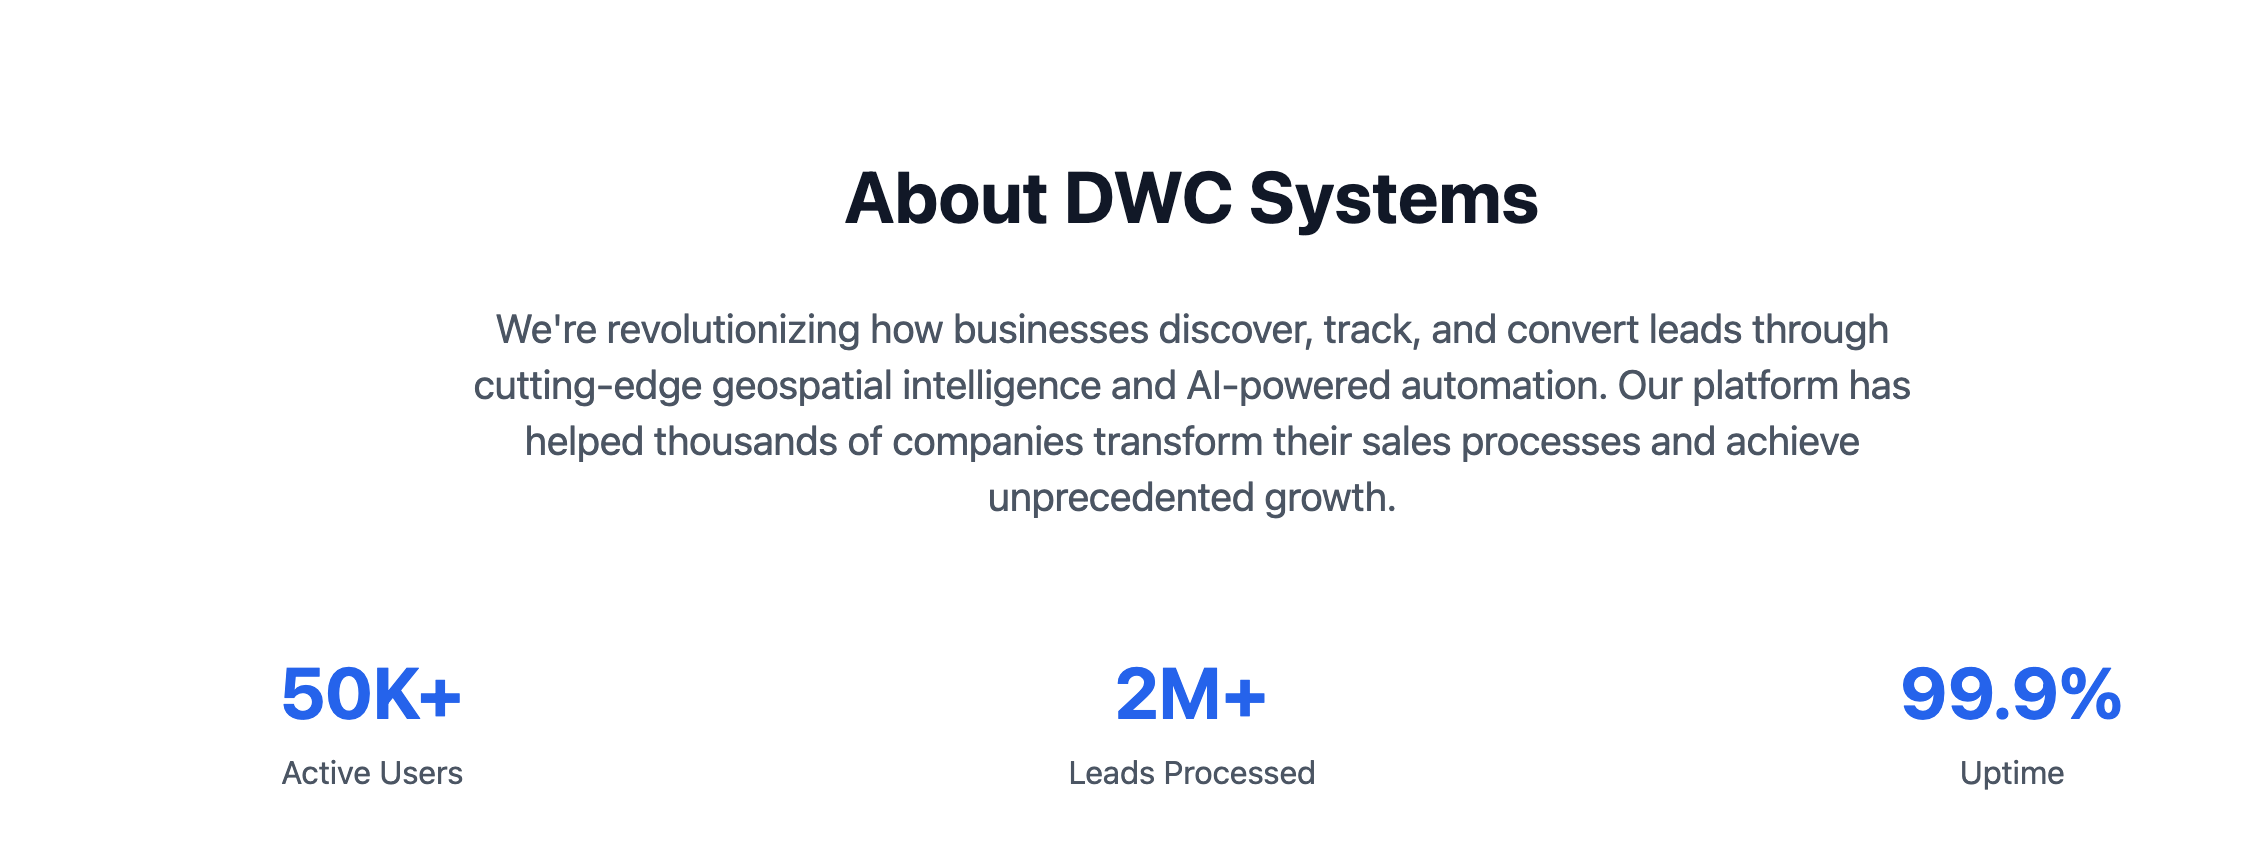 About DWC Systems
We're revolutionizing how businesses discover, track, and convert leads through
cutting-edge geospatial intelligence and AI-powered automation. Our platform has
helped thousands of companies transform their sales processes and achieve
unprecedented growth.
50K+
Active Users
2M+
Leads Processed
99.9%
Uptime